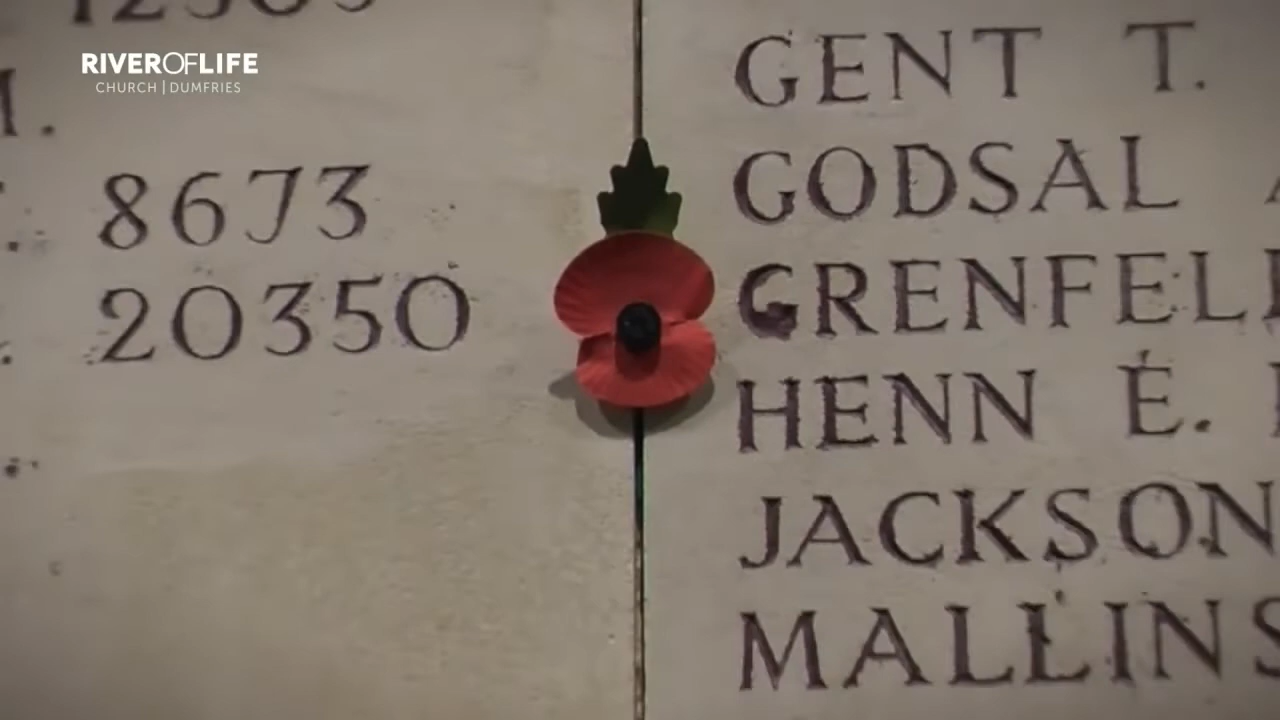 RIVEROFLIFE
CHURCH | DUMFRIES
M.
8673
20350
GENT T.
GODSAL
GRENFELL
HENN E.
JACKSON
MALLINS